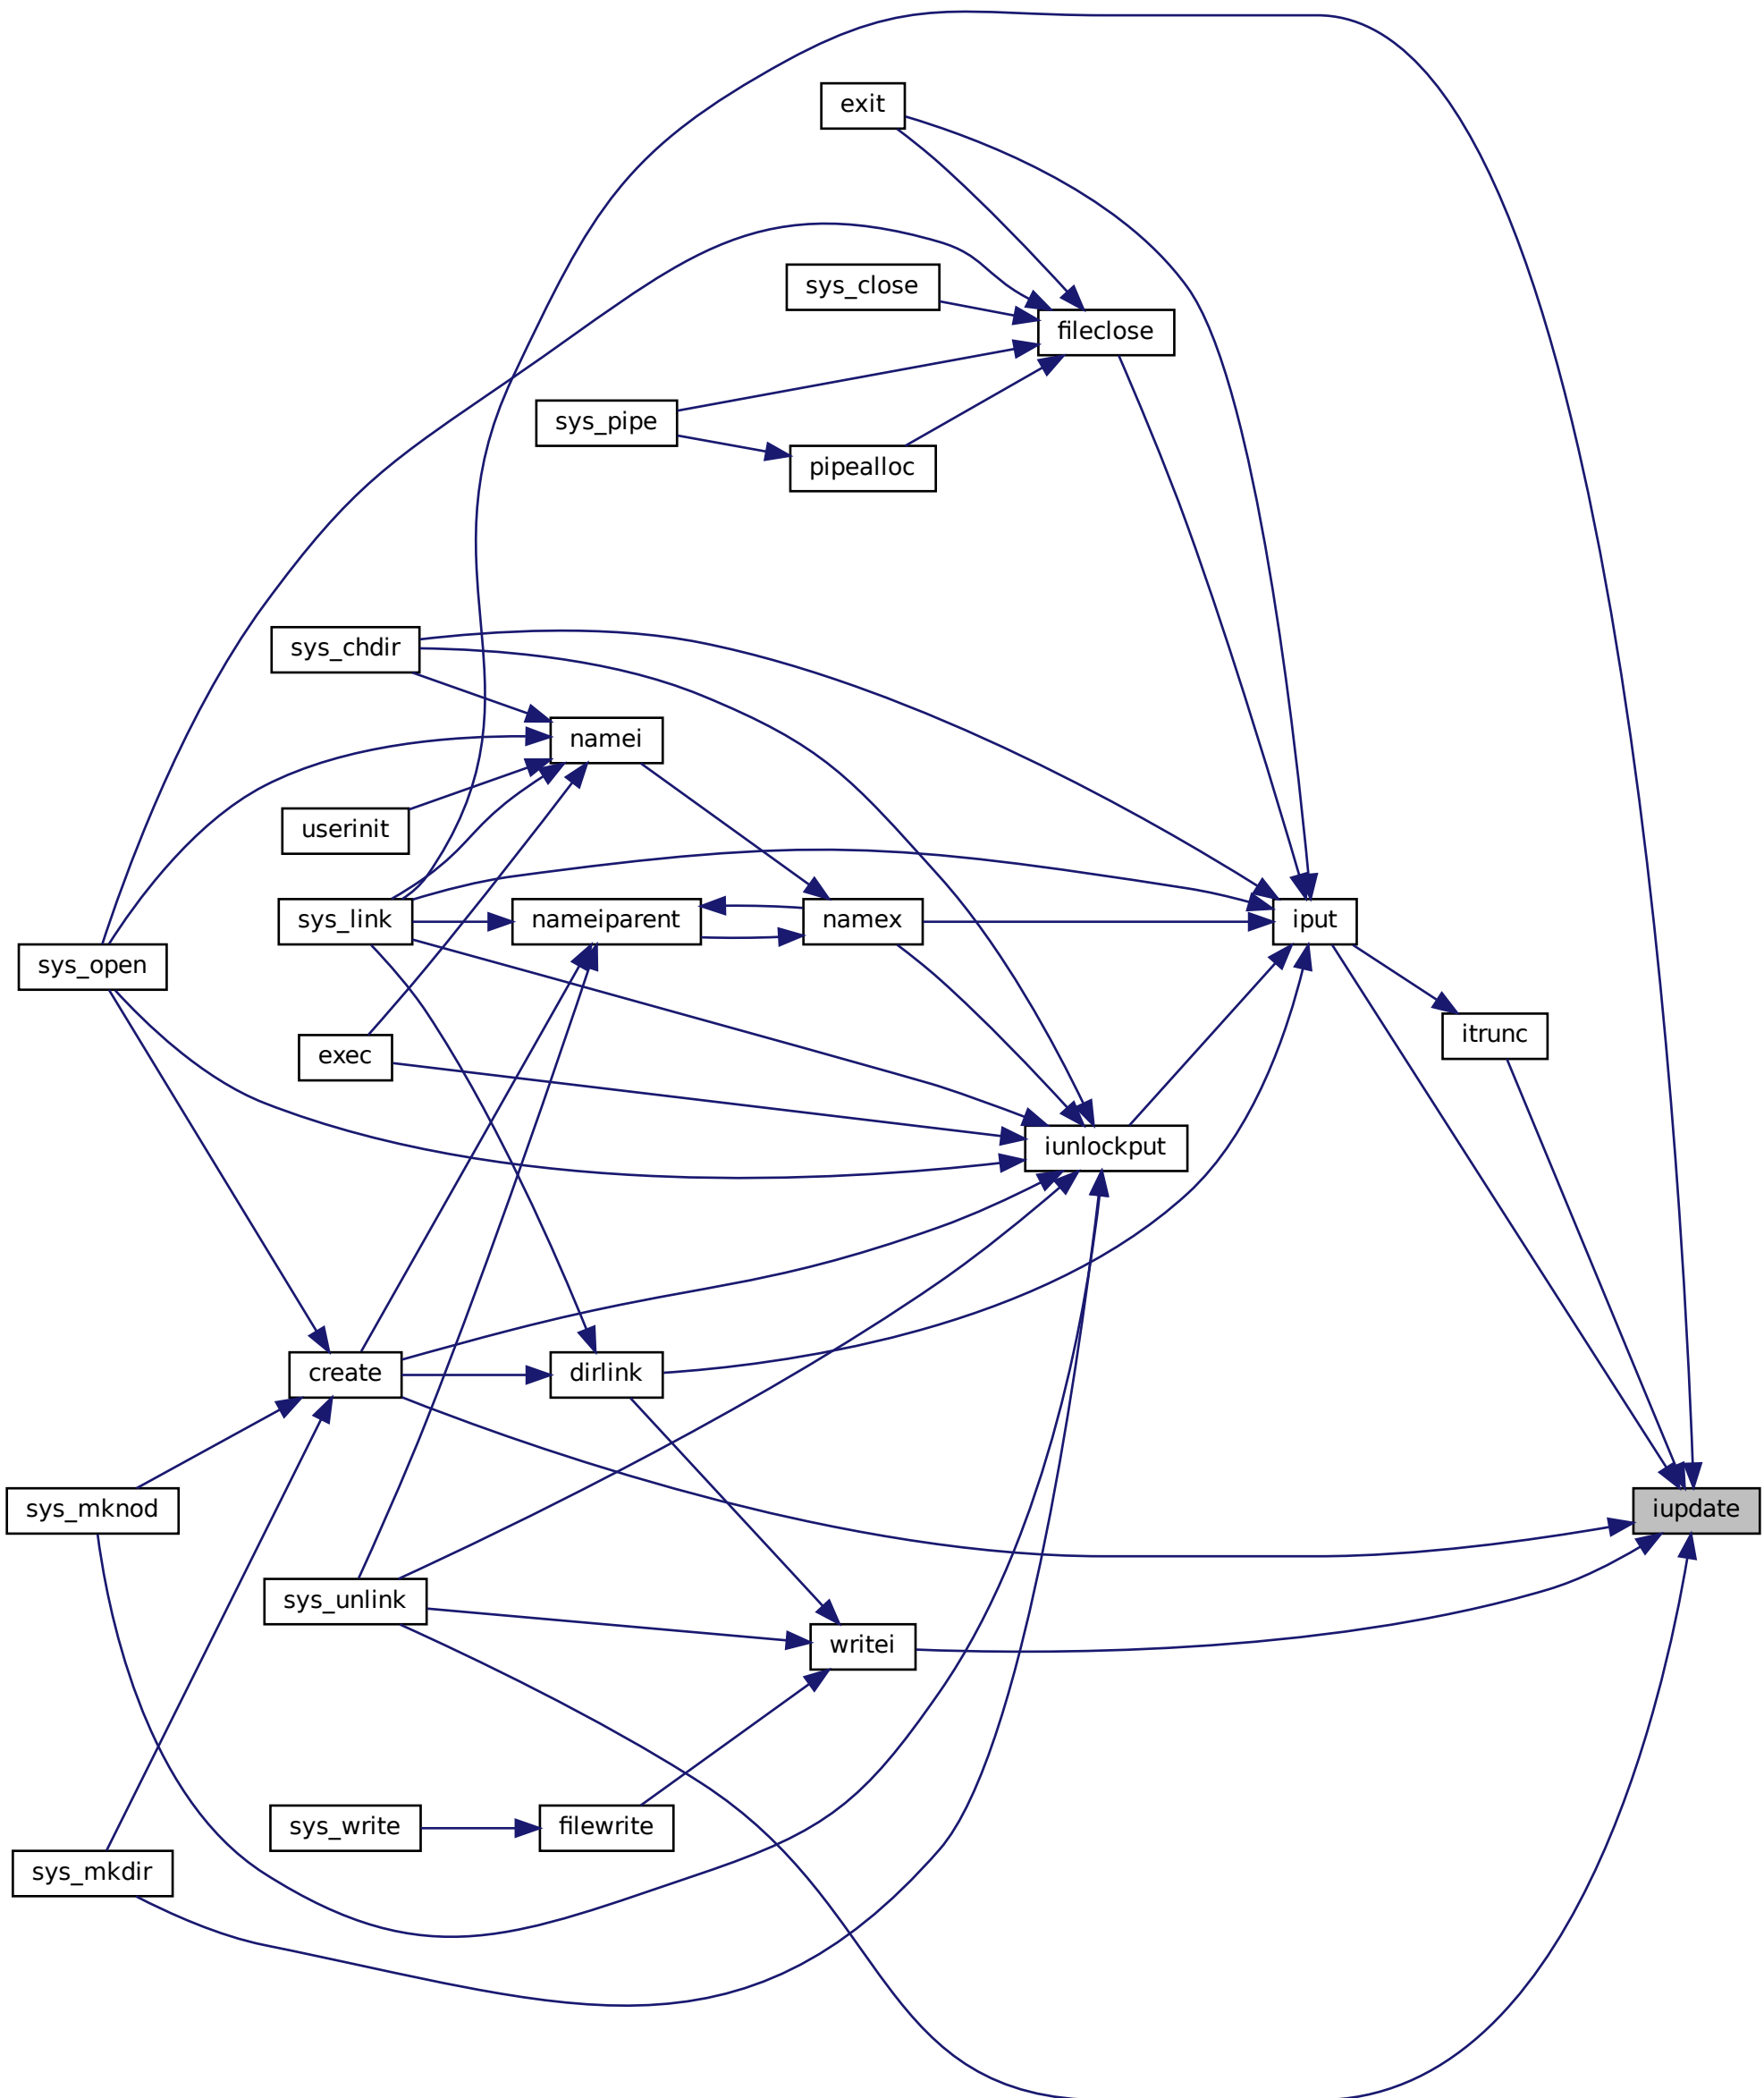 exit
sys_close
fileclose
sys_pipe
pipealloc
sys_chdir
namei
userinit
sys_link
nameiparent
namex
iput
sys_open
exec
itrunc
iunlockput
create
dirlink
sys_mknod
iupdate
sys_unlink
writei
sys_write
filewrite
sys_mkdir